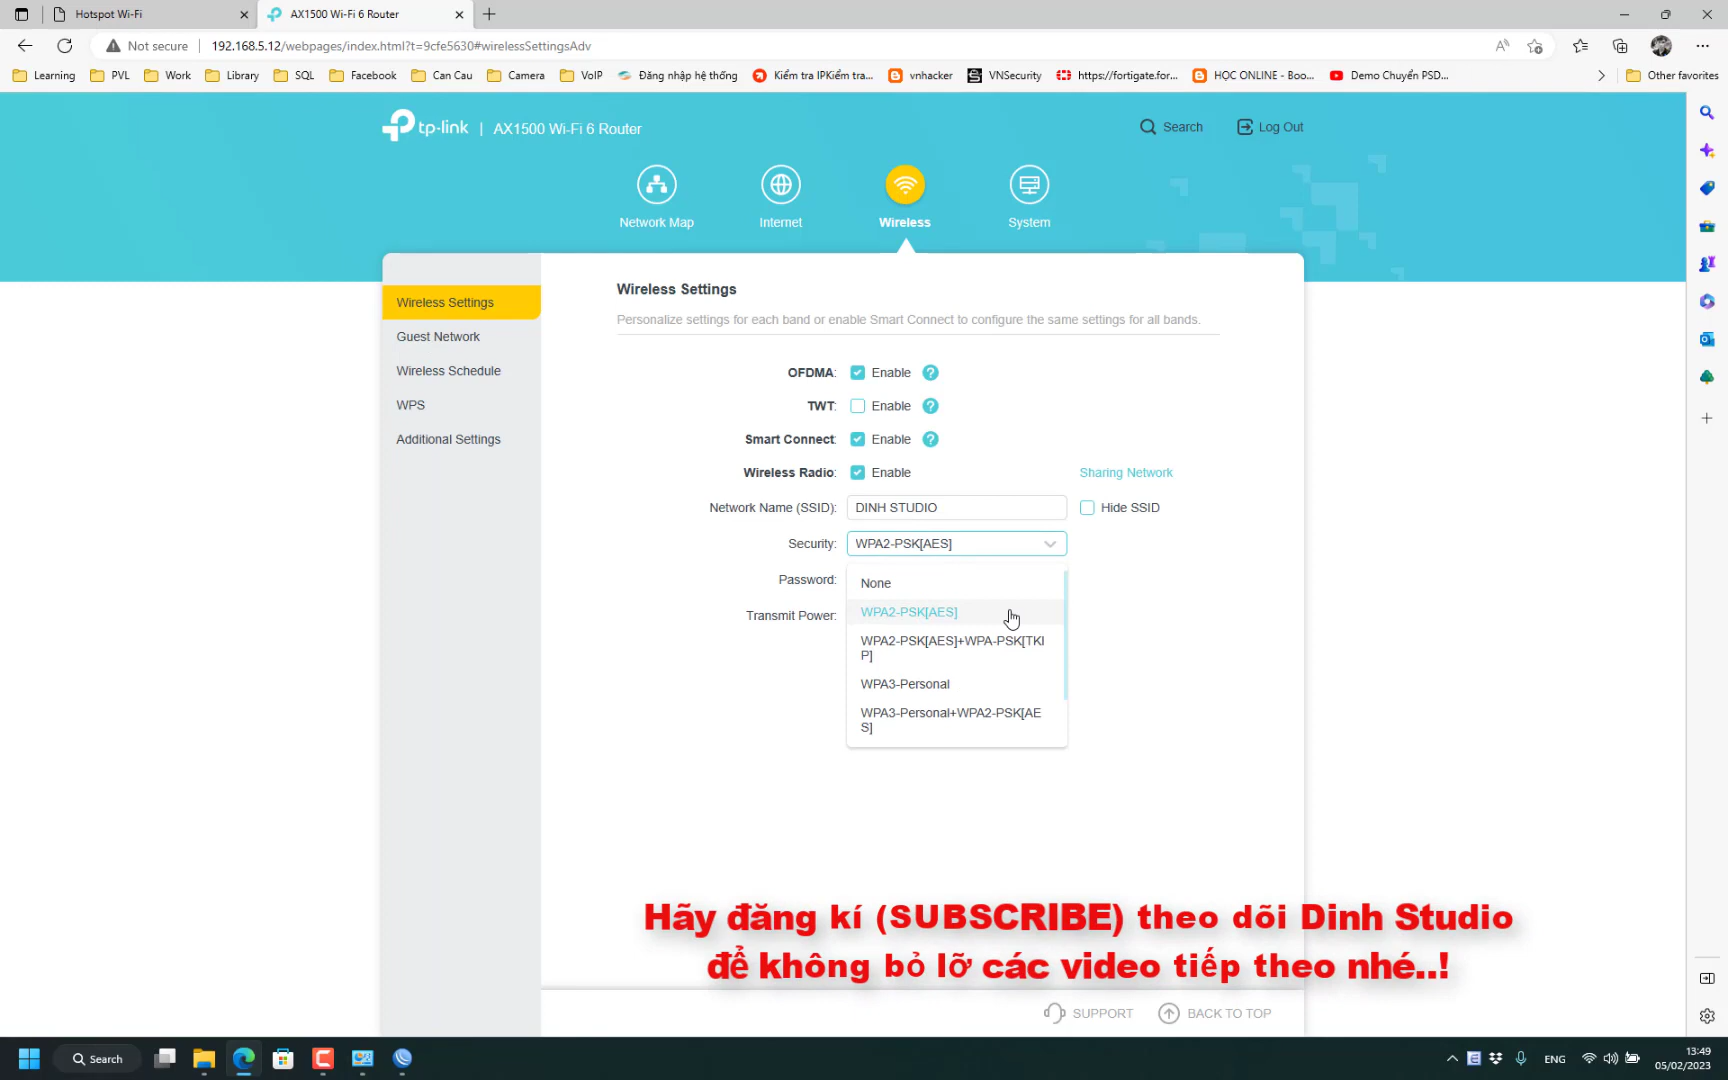 Hotspot Wi-Fi
AX1500 Wi-Fi 6 Router
Not secure
192.168.5.12/webpages/index.html?t=9cfe5630#wirelessSettingsAdv
Learning
PVL
Work
Library
SQL
Facebook
Can Cau
Camera
VoIP
Đăng nhập hệ thống
Kiểm tra IPKiểm tra...
vnhacker
VNSecurity
https://fortigate.for...
HỌC ONLINE - Boo...
Demo Chuyển PSD...
Other favorites
tp-link | AX1500 Wi-Fi 6 Router
Search
Log Out
Network Map
Internet
Wireless
System
Wireless Settings
Guest Network
Wireless Schedule
WPS
Additional Settings
Wireless Settings
Personalize settings for each band or enable Smart Connect to configure the same settings for all bands.
OFDMA: Enable
TWT: Enable
Smart Connect: Enable
Wireless Radio: Enable
Sharing Network
Network Name (SSID): DINH STUDIO
Hide SSID
Security: WPA2-PSK[AES]
Password:
Transmit Power:
None
WPA2-PSK[AES]
WPA2-PSK[AES]+WPA-PSK[TKI
P]
WPA3-Personal
WPA3-Personal+WPA2-PSK[AE
S]
Hãy đăng kí (SUBSCRIBE) theo dõi Dinh Studio
để không bỏ lỡ các video tiếp theo nhé..!
SUPPORT
BACK TO TOP
Search
ENG
13:49
05/02/2023